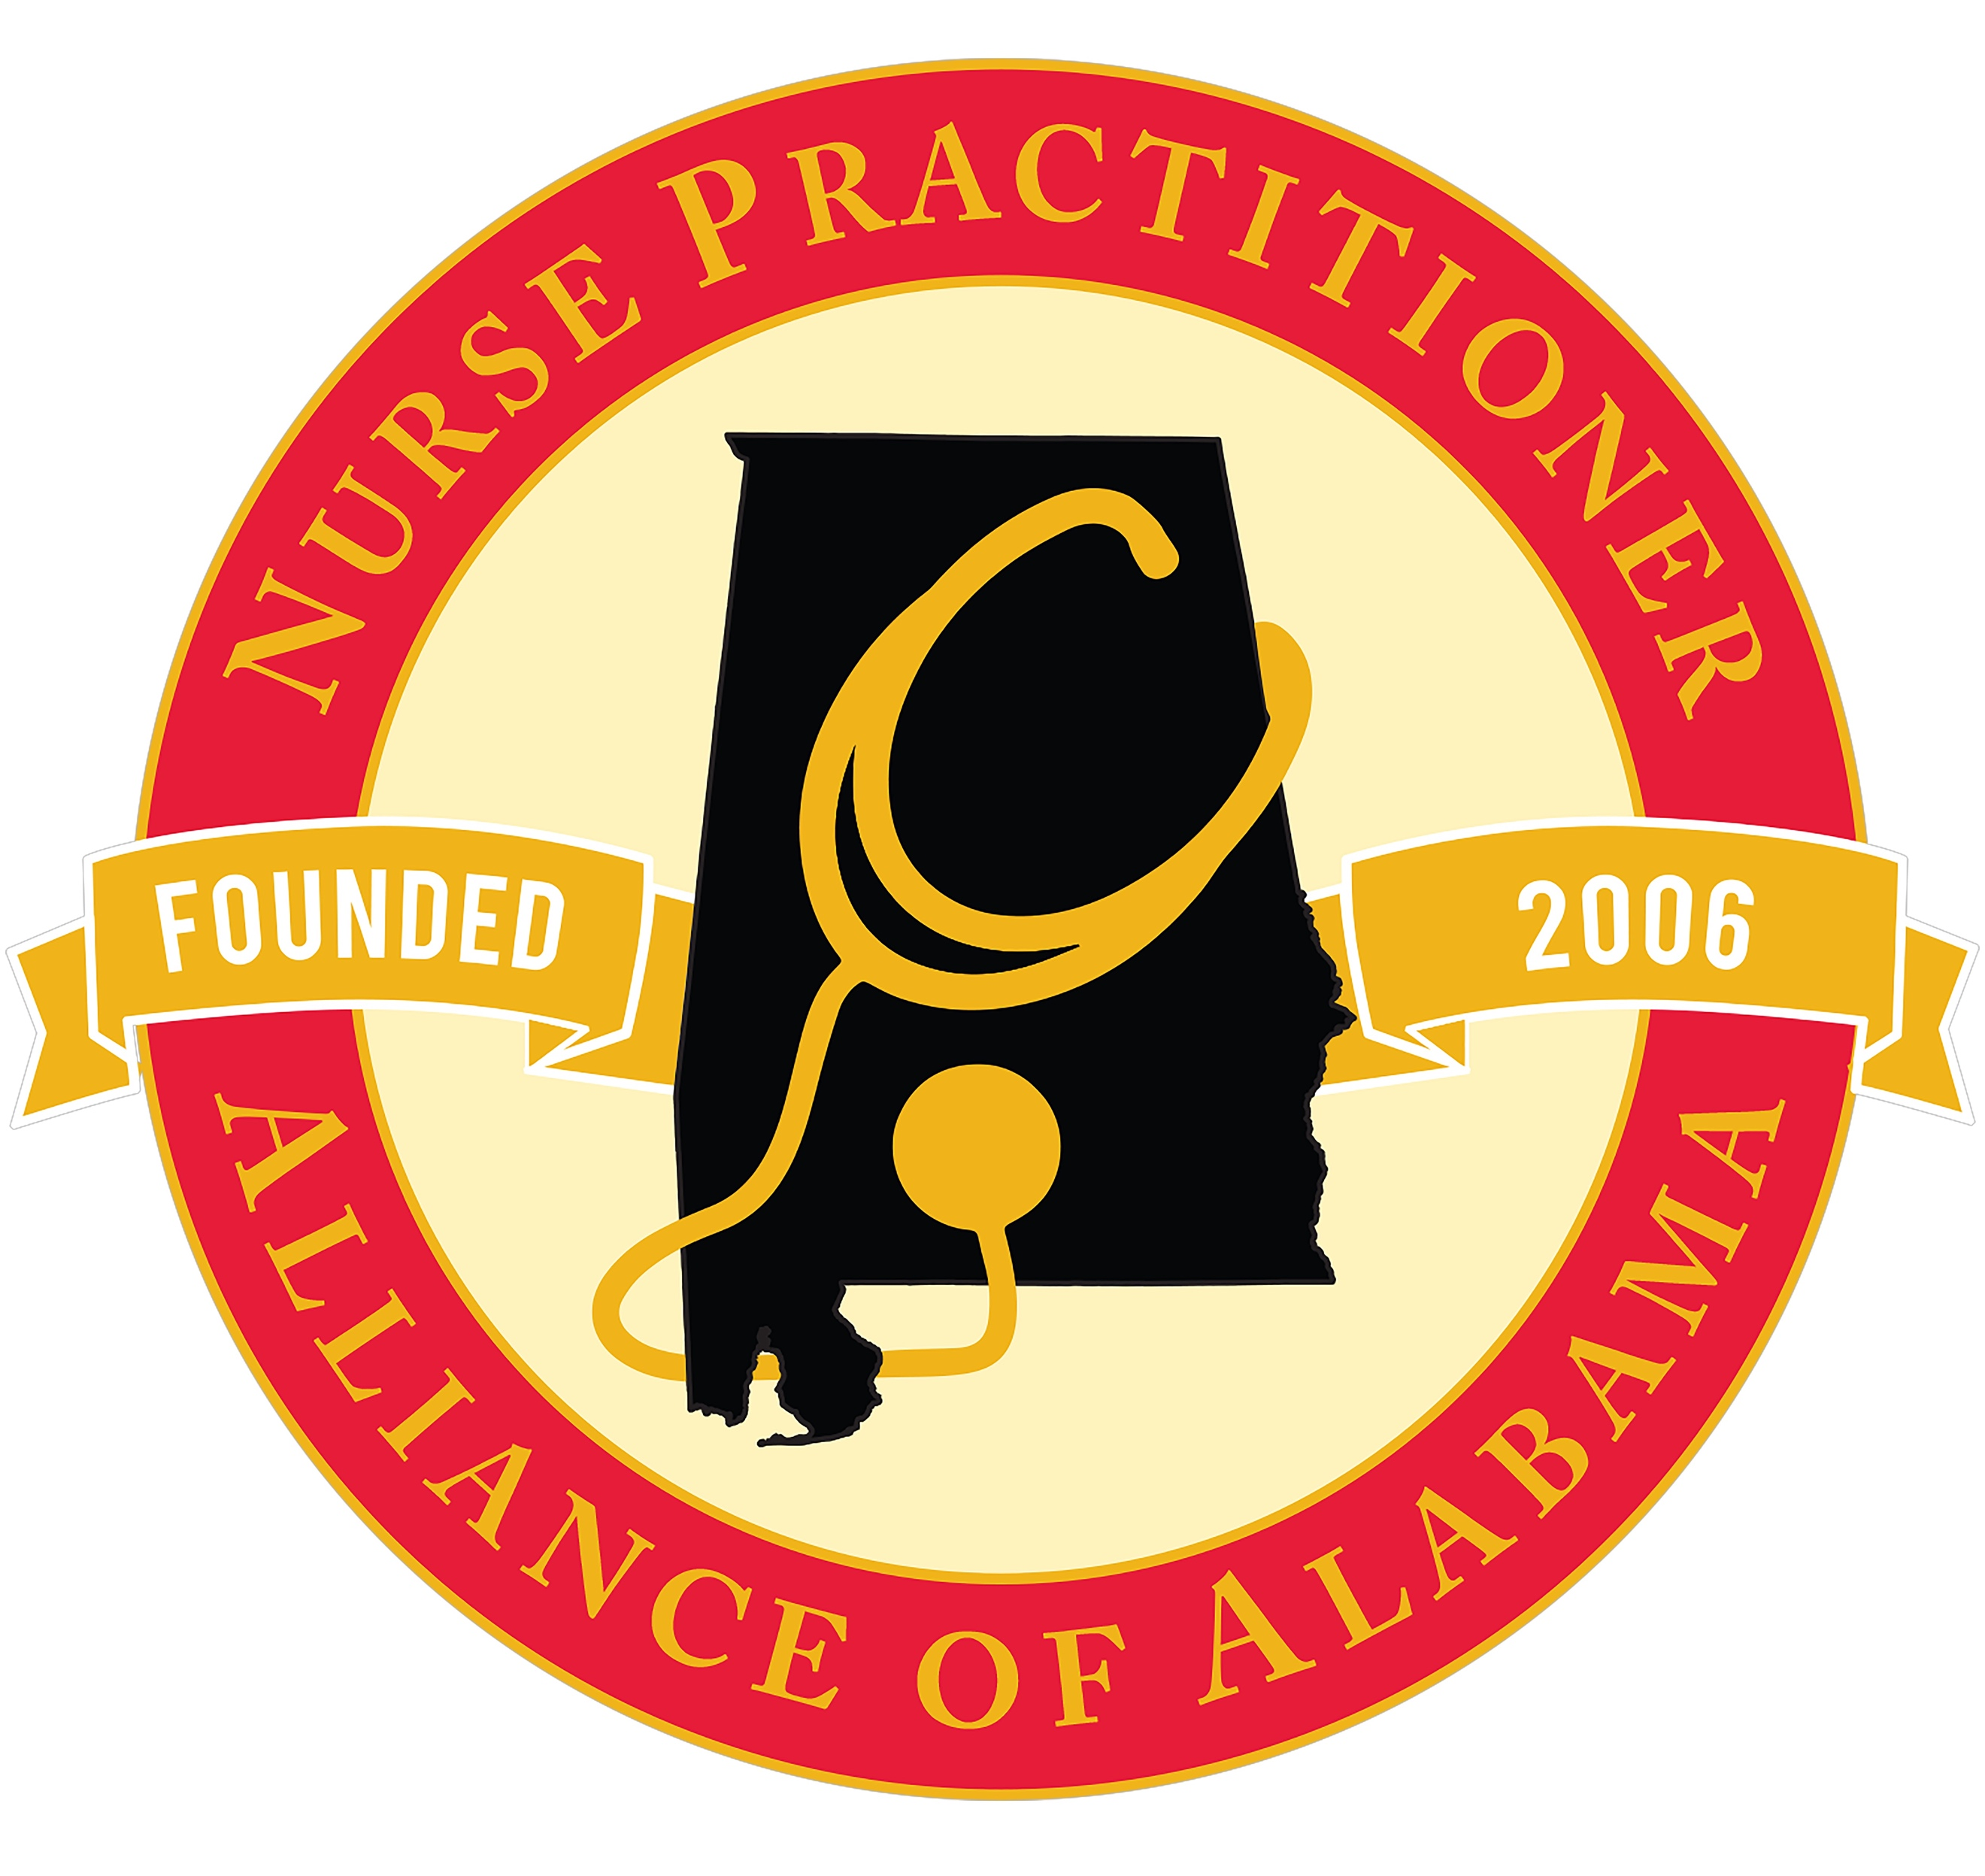 NURSE PRACTITIONER
FOUNDED
2006
ALLIANCE OF ALABAMA